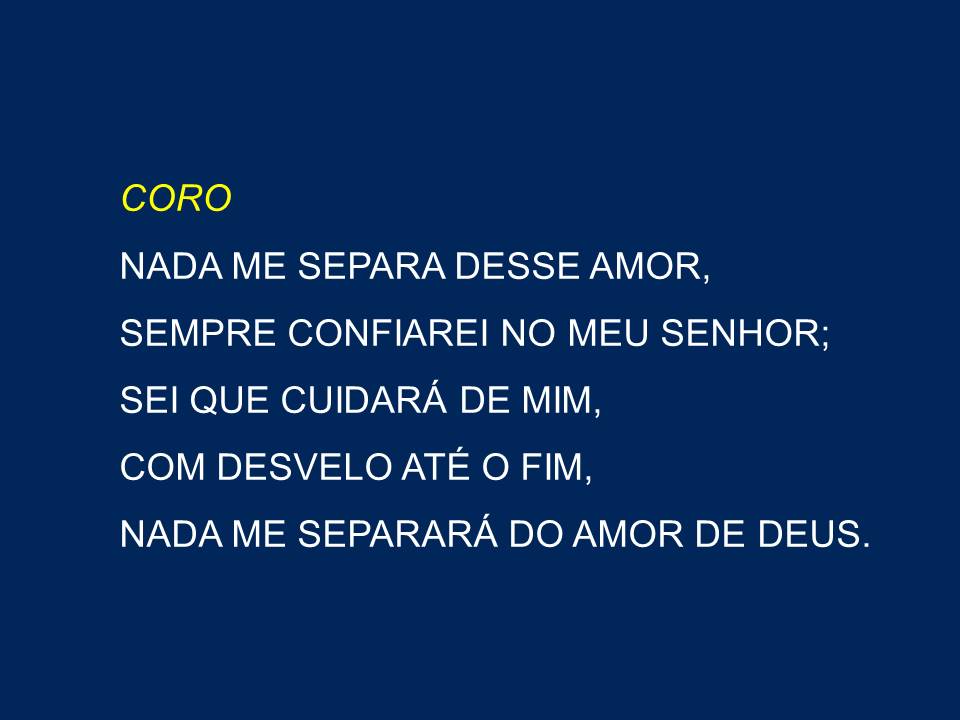 CORO
NADA ME SEPARA DESSE AMOR,
SEMPRE CONFIAREI NO MEU SENHOR;
SEI QUE CUIDARÁ DE MIM,
COM DESVELO ATÉ O FIM,
NADA ME SEPARARÁ DO AMOR DE DEUS.